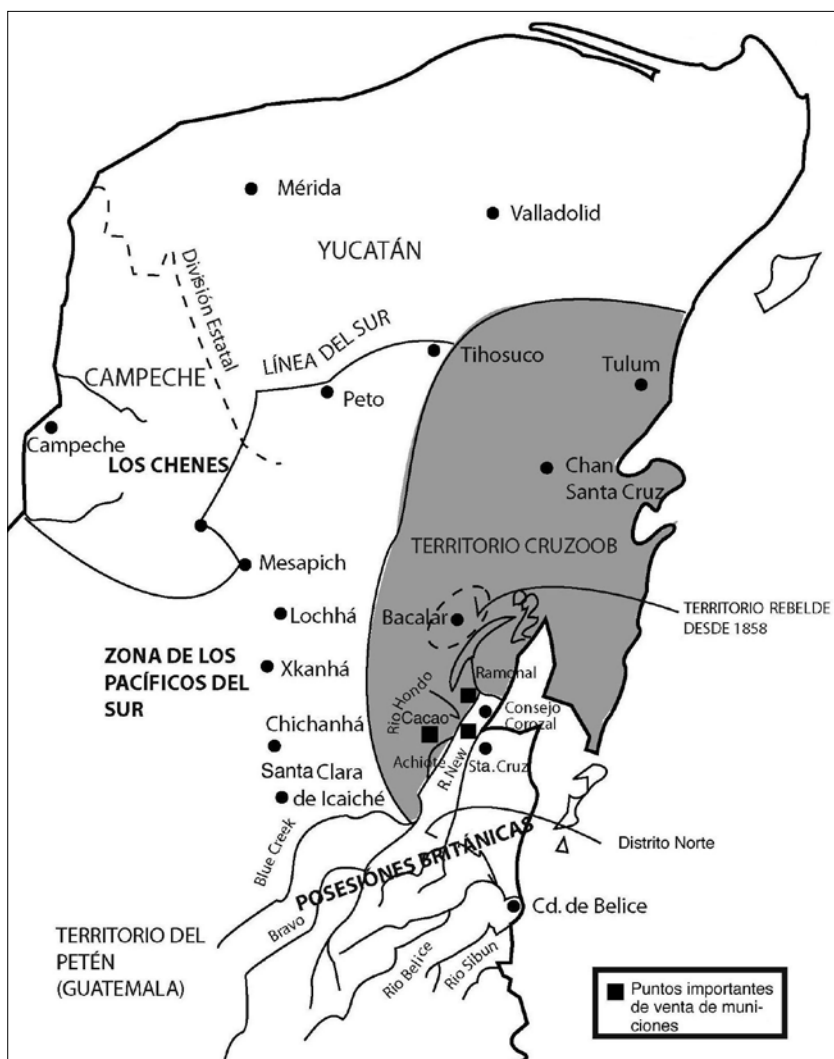 Mérida
Valladolid
YUCATÁN
División Estatal
LÍNEA DEL SUR
Tihosuco
Tulum
CAMPECHE
Peto
Campeche
LOS CHENES
Chan
Santa Cruz
TERRITORIO CRUZOOB
Mesapich
Lochhá
Bacalar
TERRITORIO REBELDE
DESDE 1858
ZONA DE LOS
PACÍFICOS DEL
SUR
Xkanhá
Ramonal
Río Hondo
Consejo
Corozal
Cacao
Chichanhá
Achiote
R. New
Sta. Cruz
Santa Clara
de Icaiché
Blue Creek
POSESIONES BRITÁNICAS
Distrito Norte
Bravo
Cd. de Belice
TERRITORIO DEL
PETÉN
(GUATEMALA)
Río Belice
Río Sibun
Puntos importantes
de venta de muni-
ciones